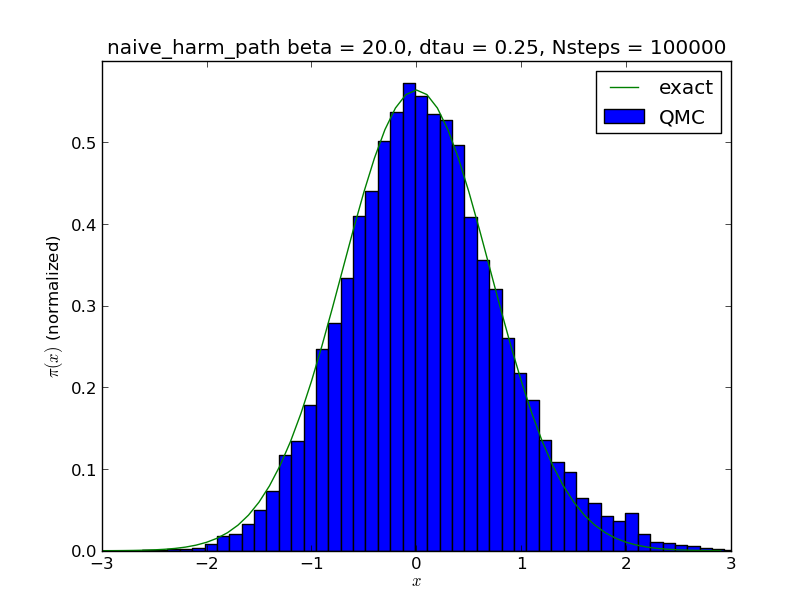 naive_harm_path beta = 20.0, dtau = 0.25, Nsteps = 100000
exact
QMC
π(x) (normalized)
0.5
0.4
0.3
0.2
0.1
0.0
−3
−2
−1
0
1
2
3
x